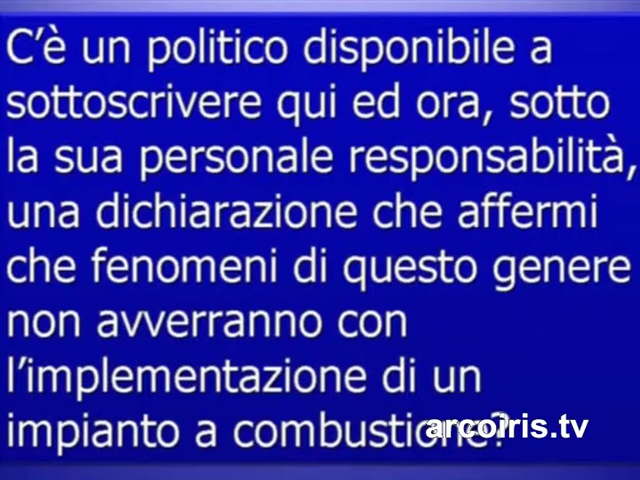 C'è un politico disponibile a
sottoscrivere qui ed ora, sotto
la sua personale responsabilità,
una dichiarazione che affermi
che fenomeni di questo genere
non avverranno con
l'implementazione di un
impianto a combustione?
arcoiris.tv